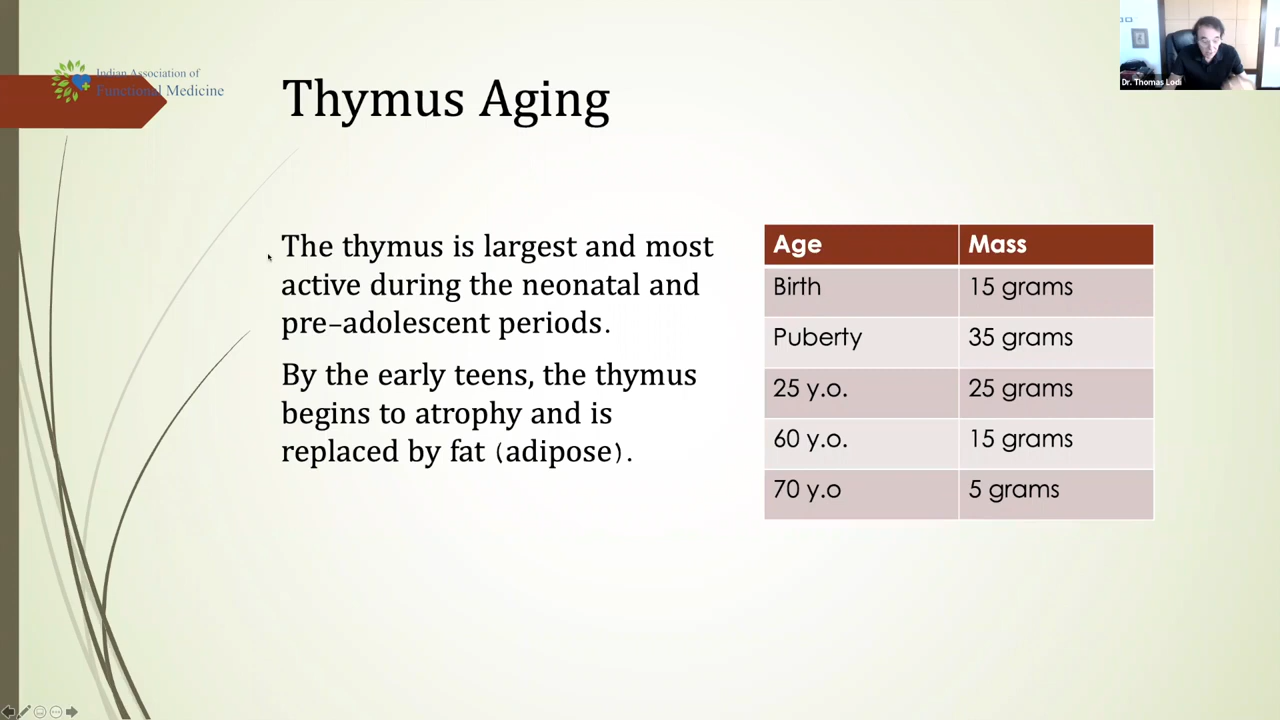 Indian Association of
Functional Medicine
Dr. Thomas Lodi
Thymus Aging
The thymus is largest and most
active during the neonatal and
pre–adolescent periods.
By the early teens, the thymus
begins to atrophy and is
replaced by fat (adipose).
Age Mass
Birth 15 grams
Puberty 35 grams
25 y.o. 25 grams
60 y.o. 15 grams
70 y.o 5 grams